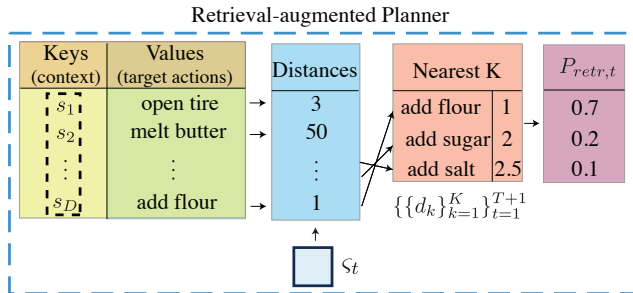 Retrieval-augmented Planner
Keys Values Distances Nearest K P_{retr,t}
(context) (target actions)
s_1 open tire 3 add flour 1 0.7
s_2 melt butter 50 add sugar 2 0.2
⋮ ⋮ ⋮ add salt 2.5 0.1
s_D add flour 1 {{d_k}_{k=1}^{K}}_{t=1}^{T+1}
ς_t